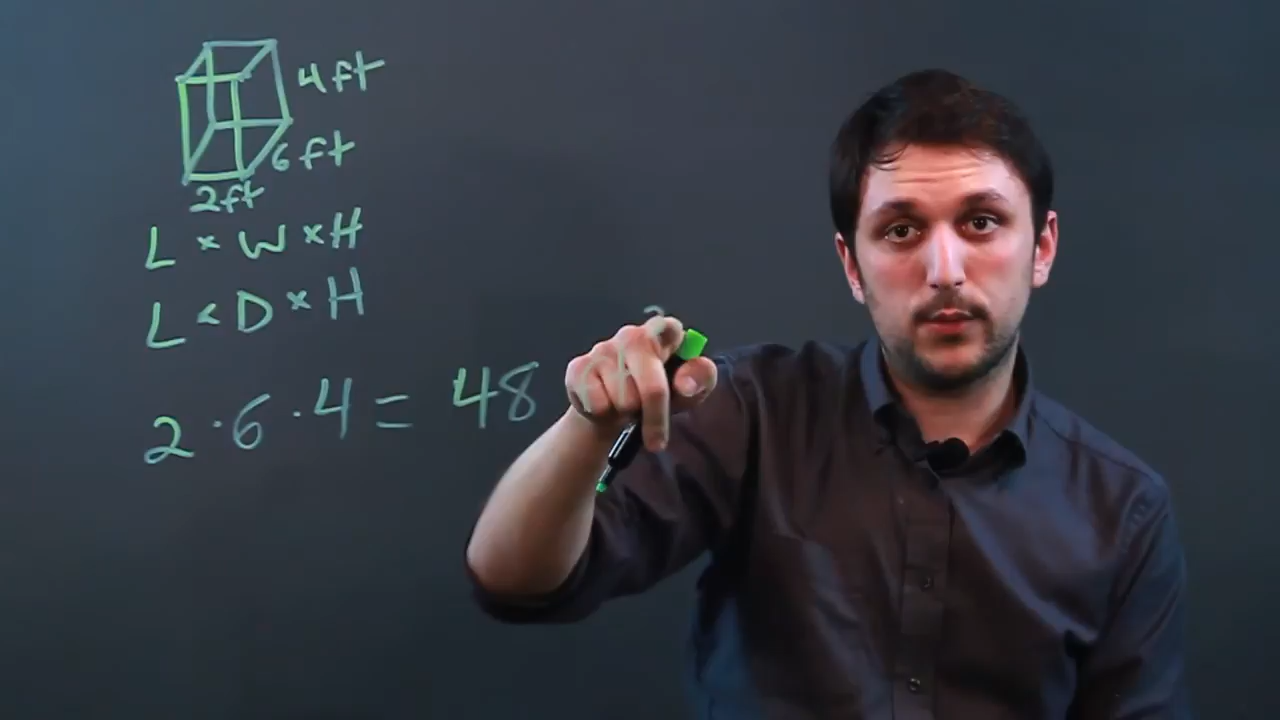 4ft
6ft
2ft
L × W × H
L × D × H
2 · 6 · 4 = 48